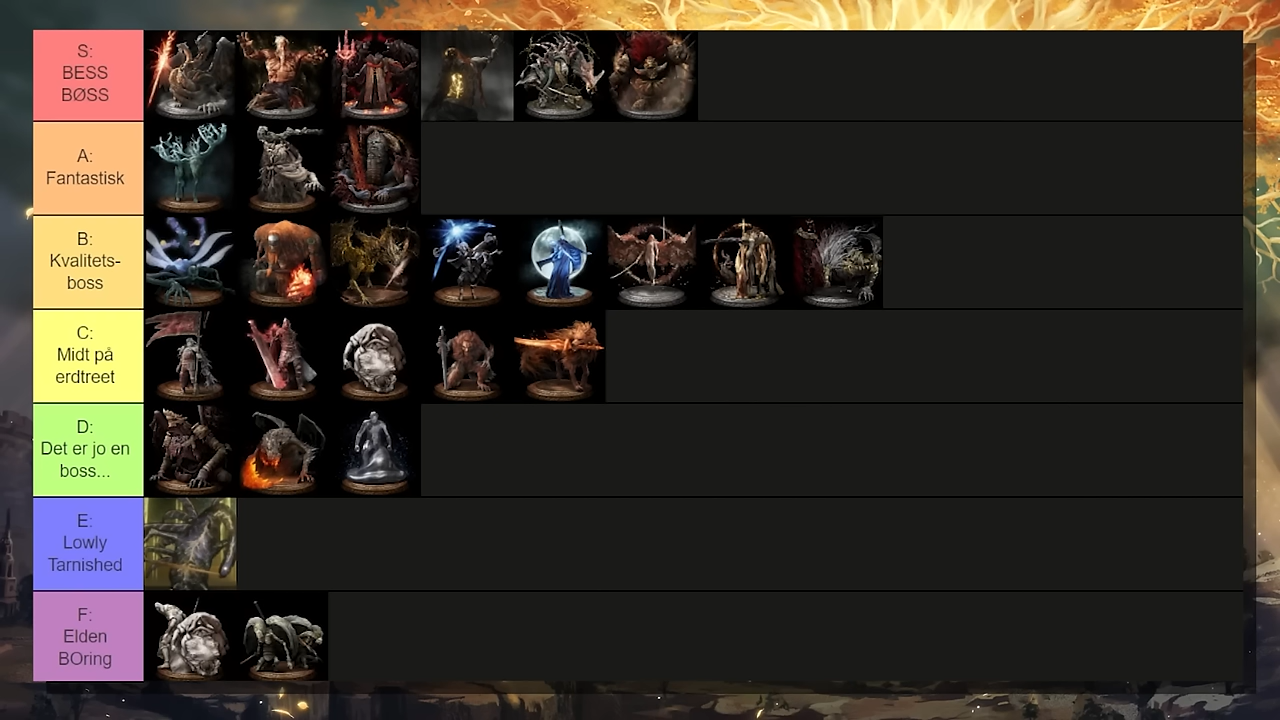 S:
BESS
BØSS
A:
Fantastisk
B:
Kvalitets-
boss
C:
Midt på
erdtreet
D:
Det er jo en
boss...
E:
Lowly
Tarnished
F:
Elden
BOring